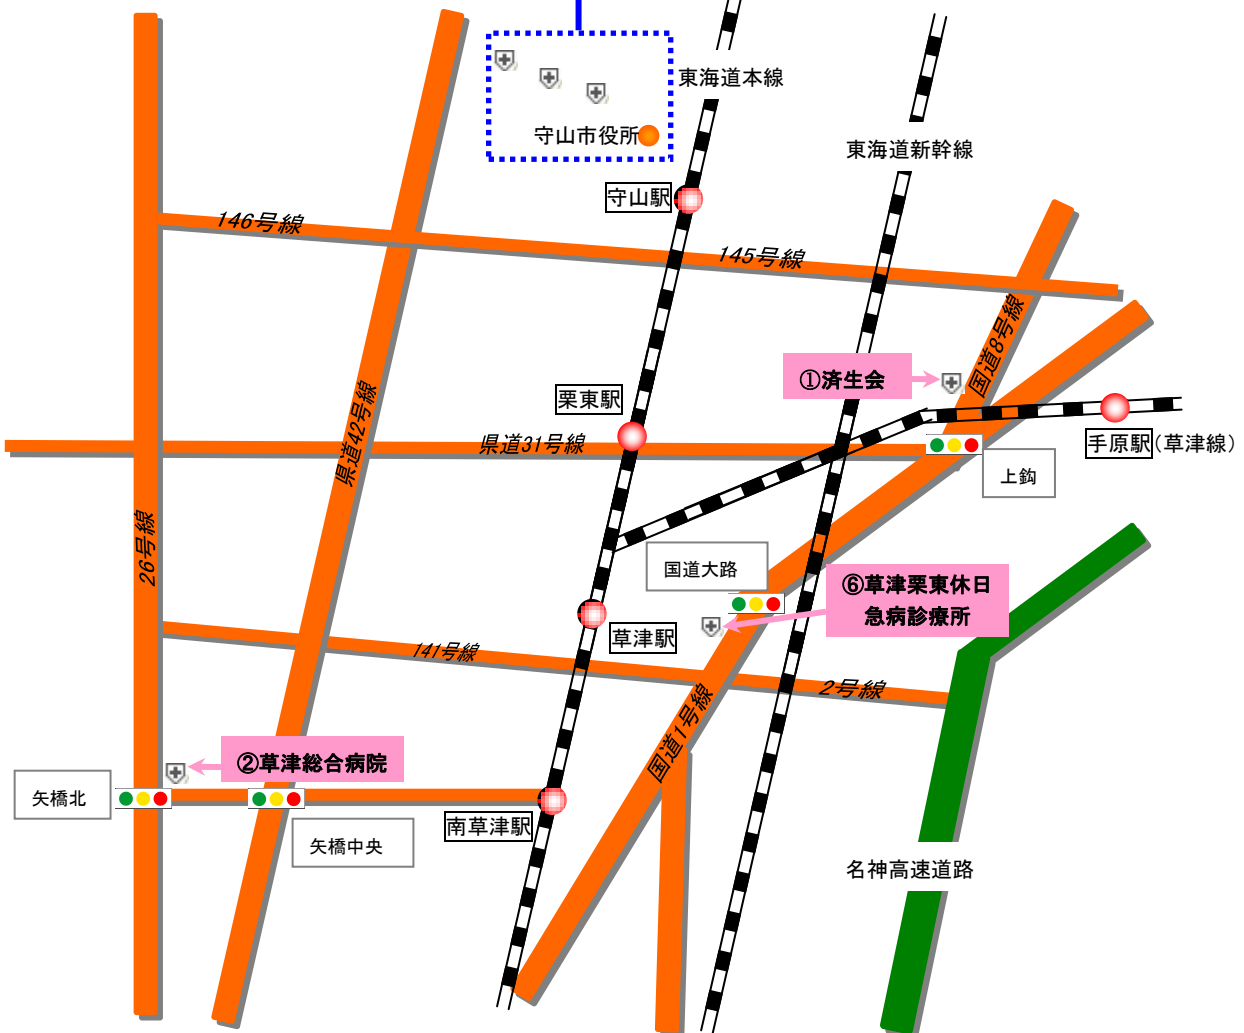 東海道本線
守山市役所
東海道新幹線
守山駅
146号線
145号線
国道8号線
①済生会
栗東駅
県道42号線
手原駅(草津線)
県道31号線
上鈎
26号線
国道大路
⑥草津栗東休日
急病診療所
草津駅
141号線
2号線
国道1号線
②草津総合病院
矢橋北
南草津駅
矢橋中央
名神高速道路